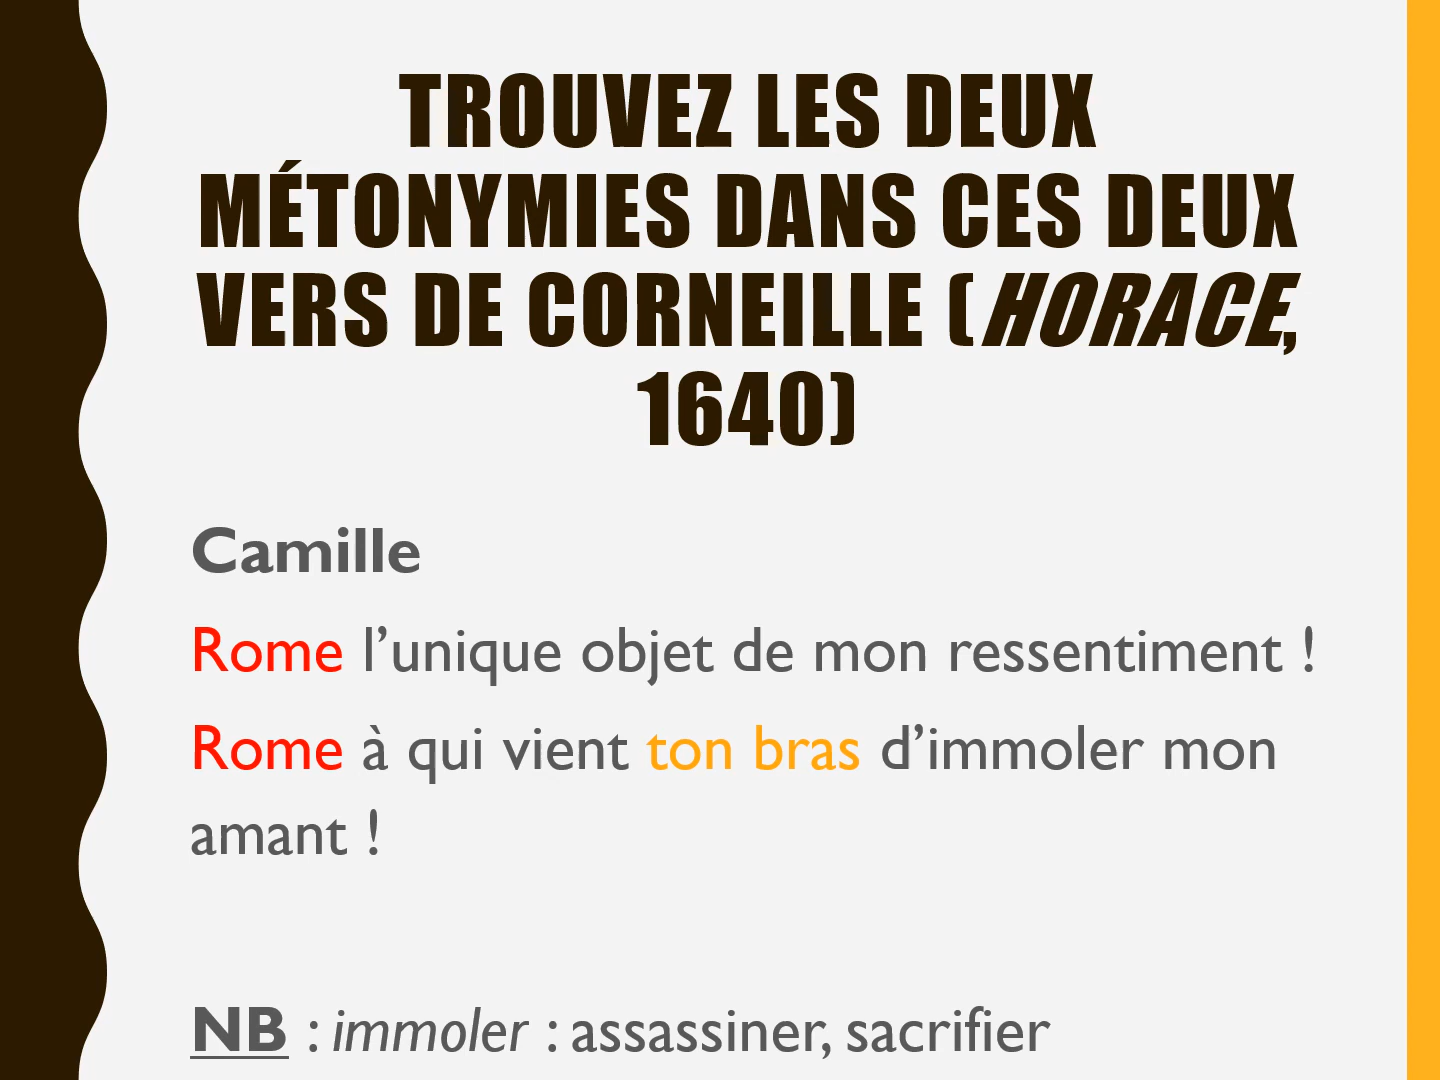 TROUVEZ LES DEUX
MÉTONYMIES DANS CES DEUX
VERS DE CORNEILLE (HORACE,
1640)
Camille
Rome l’unique objet de mon ressentiment !
Rome à qui vient ton bras d’immoler mon
amant !
NB : immoler : assassiner, sacrifier